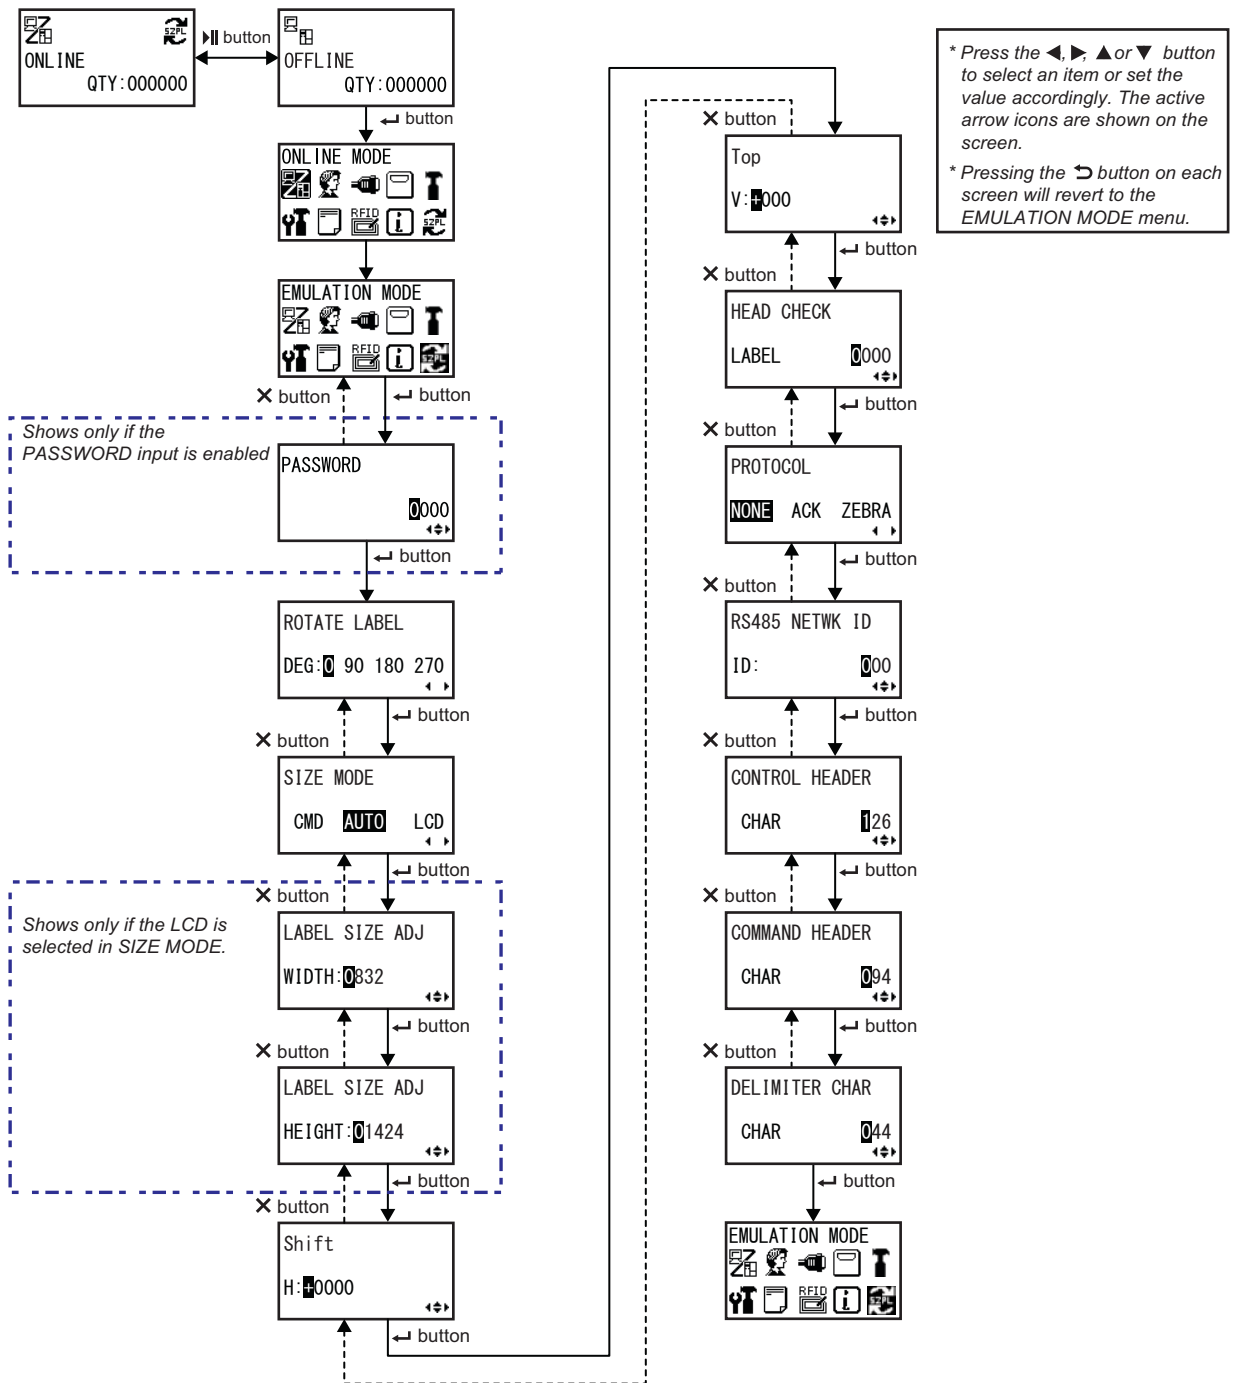 SZPL
ONLINE
QTY:000000
button
OFFLINE
QTY:000000
button
ONLINE MODE
RFID
SZPL
EMULATION MODE
RFID
SZPL
button
button
Shows only if the
PASSWORD input is enabled
PASSWORD
0000
button
ROTATE LABEL
DEG:0 90 180 270
button
button
SIZE MODE
CMD AUTO LCD
button
button
Shows only if the LCD is
selected in SIZE MODE.
LABEL SIZE ADJ
WIDTH:0832
button
button
LABEL SIZE ADJ
HEIGHT:01424
button
button
Shift
H:+0000
button
button
Top
V:+000
button
button
HEAD CHECK
LABEL 0000
button
button
PROTOCOL
NONE ACK ZEBRA
button
button
RS485 NETWK ID
ID: 000
button
button
CONTROL HEADER
CHAR 126
button
button
COMMAND HEADER
CHAR 094
button
button
DELIMITER CHAR
CHAR 044
button
EMULATION MODE
RFID
SZPL
* Press the ◀, ▶, ▲ or ▼ button
to select an item or set the
value accordingly. The active
arrow icons are shown on the
screen.
* Pressing the ⮌ button on each
screen will revert to the
EMULATION MODE menu.